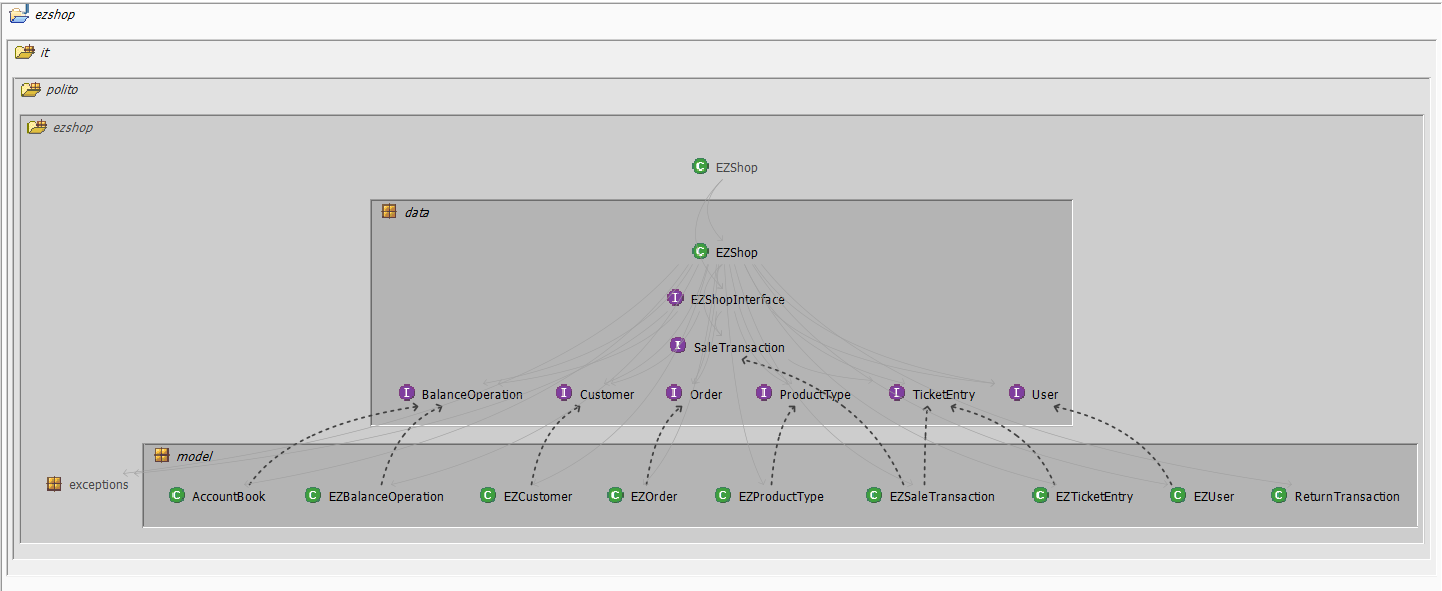 ezshop
it
polito
ezshop
EZShop
data
EZShop
EZShopInterface
SaleTransaction
BalanceOperation Customer Order ProductType TicketEntry User
model
exceptions AccountBook EZBalanceOperation EZCustomer EZOrder EZProductType EZSaleTransaction EZTicketEntry EZUser ReturnTransaction